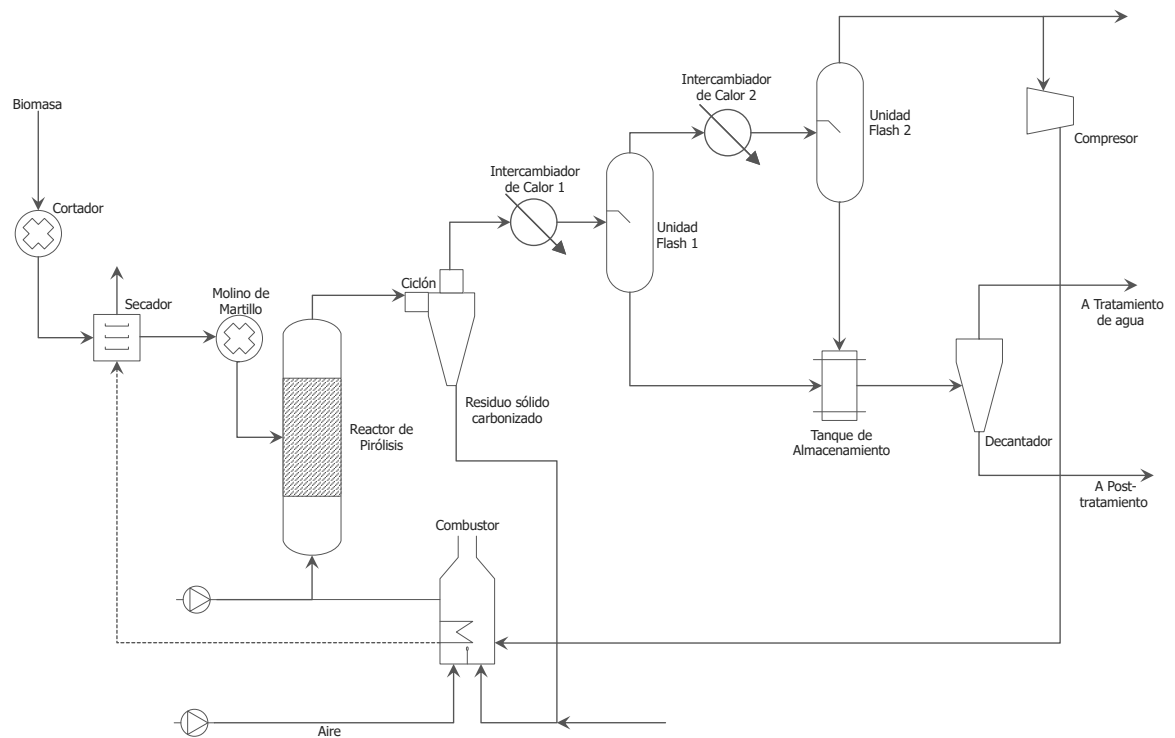 Biomasa
Cortador
Secador
Molino de
Martillo
Ciclón
Reactor de
Pirólisis
Residuo sólido
carbonizado
Combustor
Aire
Intercambiador
de Calor 1
Unidad
Flash 1
Intercambiador
de Calor 2
Unidad
Flash 2
Compresor
Tanque de
Almacenamiento
Decantador
A Tratamiento
de agua
A Post-
tratamiento